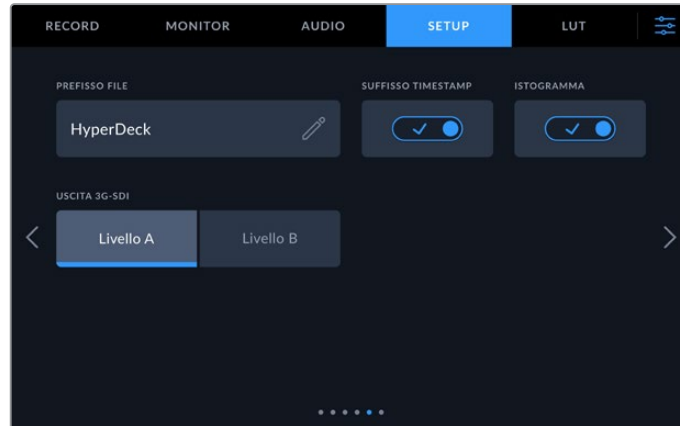 RECORD MONITOR AUDIO SETUP LUT
PREFISSO FILE SUFFISSO TIMESTAMP ISTOGRAMMA
HyperDeck
USCITA 3G-SDI
Livello A Livello B